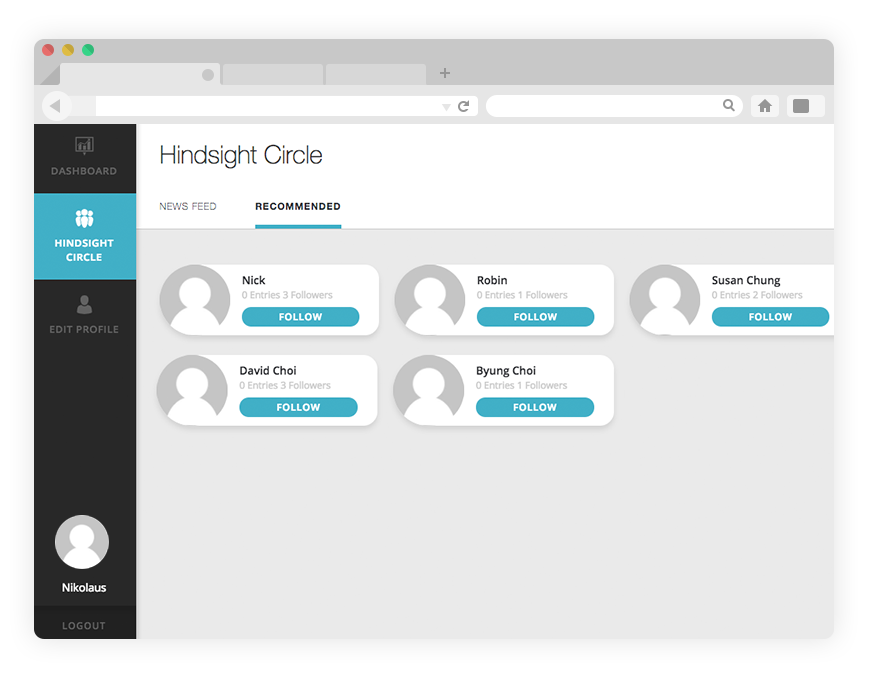 DASHBOARD
HINDSIGHT
CIRCLE
EDIT PROFILE
Nikolaus
LOGOUT
Hindsight Circle
NEWS FEED
RECOMMENDED
Nick
0 Entries 3 Followers
FOLLOW
Robin
0 Entries 1 Followers
FOLLOW
Susan Chung
0 Entries 2 Followers
FOLLOW
David Choi
0 Entries 3 Followers
FOLLOW
Byung Choi
0 Entries 1 Followers
FOLLOW